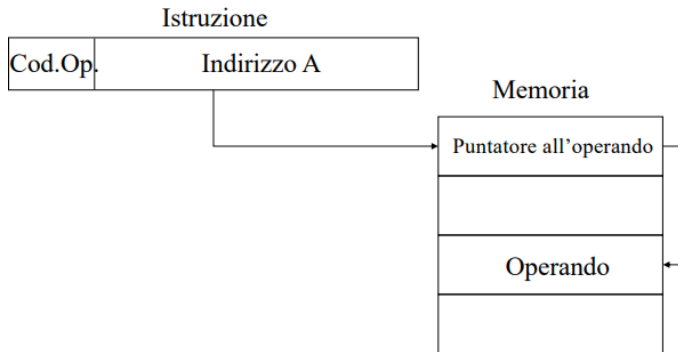 Istruzione
Cod.Op.
Indirizzo A
Memoria
Puntatore all’operando
Operando